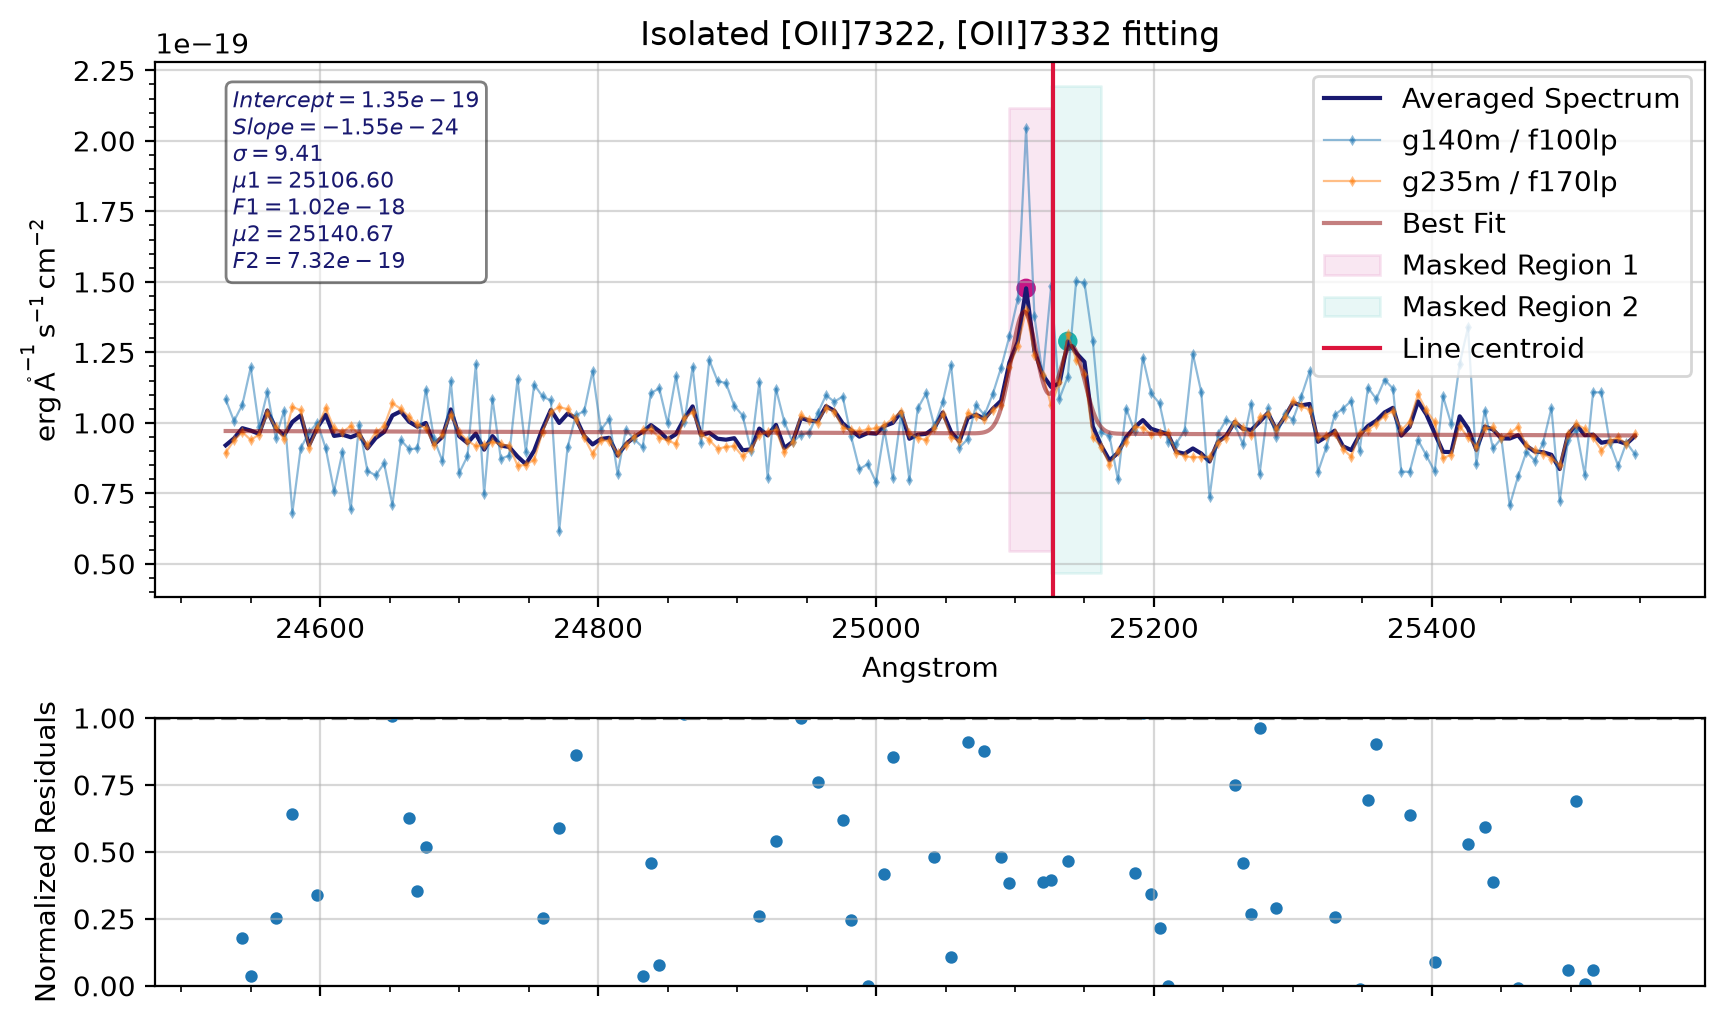 Isolated [OII]7322, [OII]7332 fitting
1e−19
2.25
2.00
1.75
1.50
1.25
1.00
0.75
0.50
erg Å⁻¹ s⁻¹ cm⁻²
Intercept = 1.35e − 19
Slope = −1.55e − 24
σ = 9.41
μ1 = 25106.60
F1 = 1.02e − 18
μ2 = 25140.67
F2 = 7.32e − 19
Averaged Spectrum
g140m / f100lp
g235m / f170lp
Best Fit
Masked Region 1
Masked Region 2
Line centroid
24600 24800 25000 25200 25400
Angstrom
1.00
0.75
0.50
0.25
0.00
Normalized Residuals